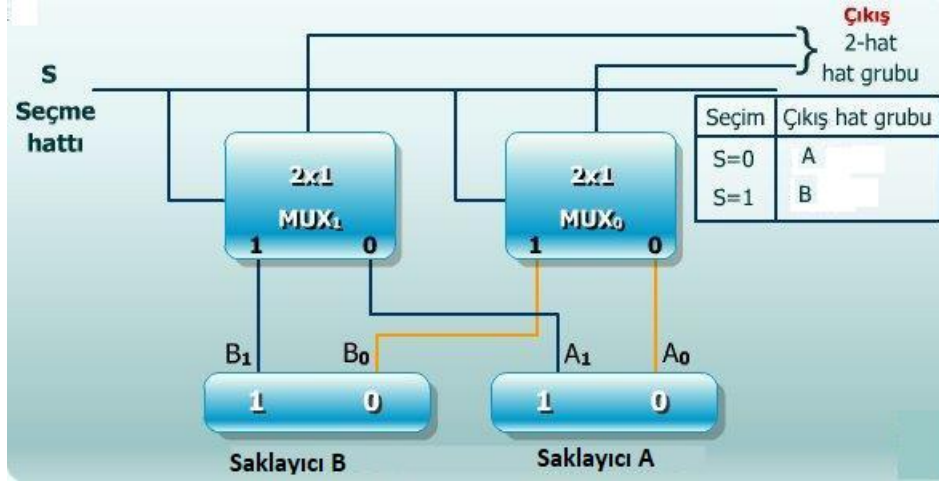 Çıkış
2-hat
hat grubu
S
Seçme
hattı
Seçim Çıkış hat grubu
S=0 A
S=1 B
2x1
MUX₁
1 0
2x1
MUX₀
1 0
B₁ B₀ A₁ A₀
1 0
1 0
Saklayıcı B
Saklayıcı A